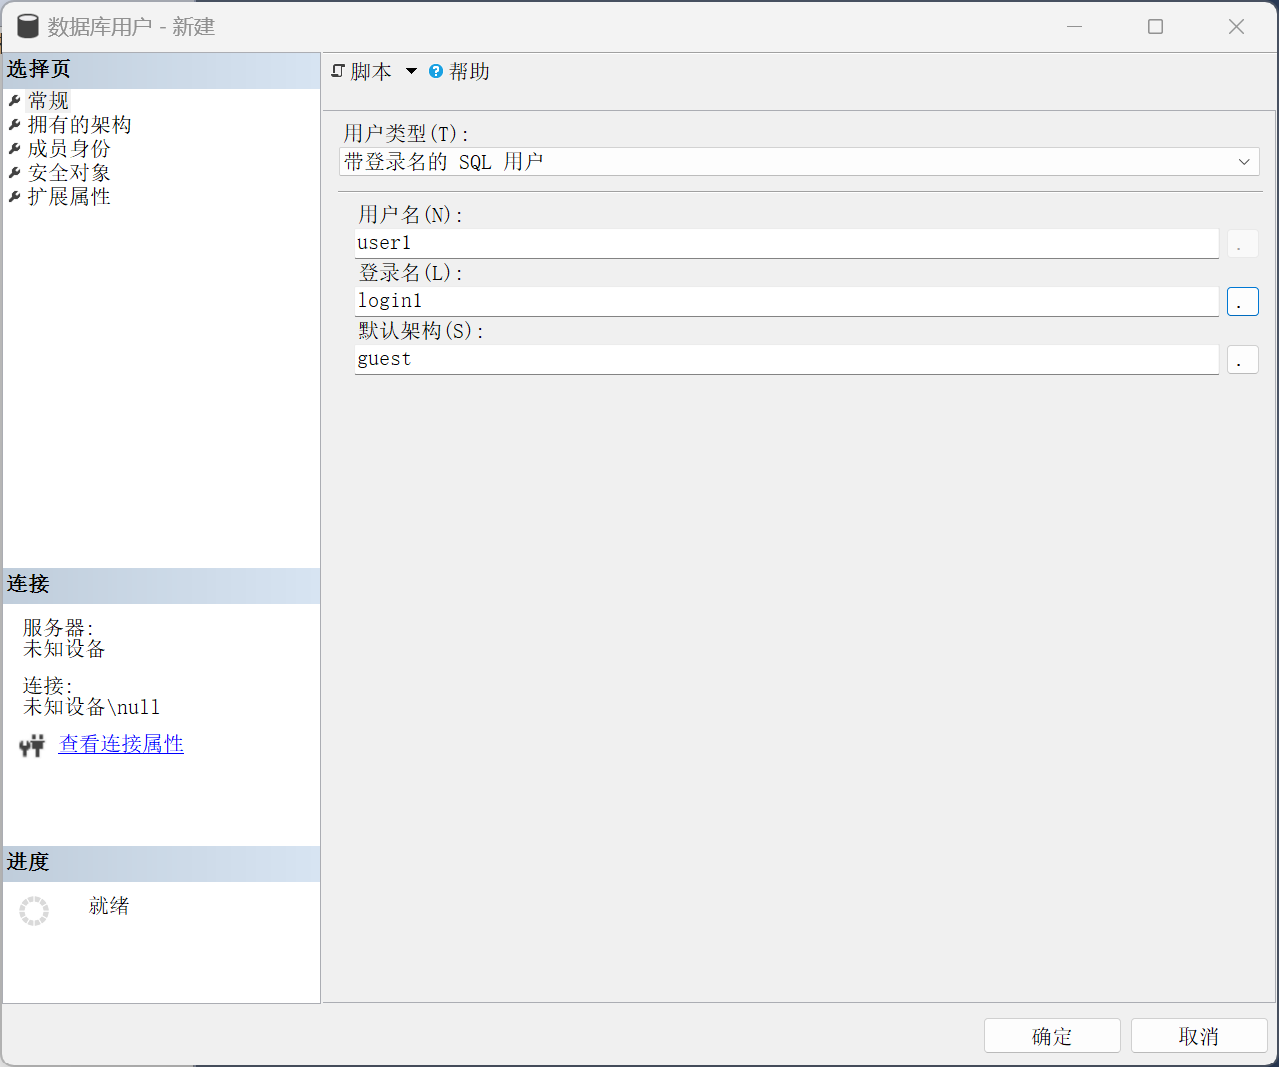 数据库用户 - 新建
选择页
常规
拥有的架构
成员身份
安全对象
扩展属性
脚本
帮助
用户类型(T):
带登录名的 SQL 用户
用户名(N):
user1
.
登录名(L):
login1
.
默认架构(S):
guest
.
连接
服务器:
未知设备
连接:
未知设备\null
查看连接属性
进度
就绪
确定
取消